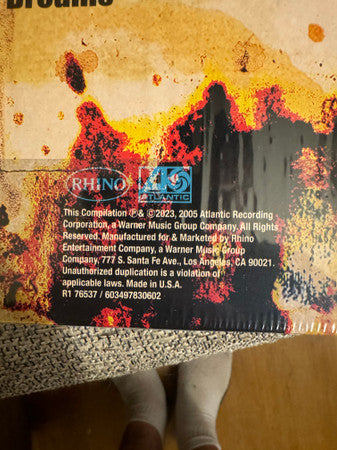 Dreams
RHINO
ATLANTIC
This Compilation ℗ & ©2023, 2005 Atlantic Recording
Corporation, a Warner Music Group Company. All Rights
Reserved. Manufactured for & Marketed by Rhino
Entertainment Company, a Warner Music Group
Company, 777 S. Santa Fe Ave., Los Angeles, CA 90021.
Unauthorized duplication is a violation of
applicable laws. Made in U.S.A.
R1 76537 / 603497830602